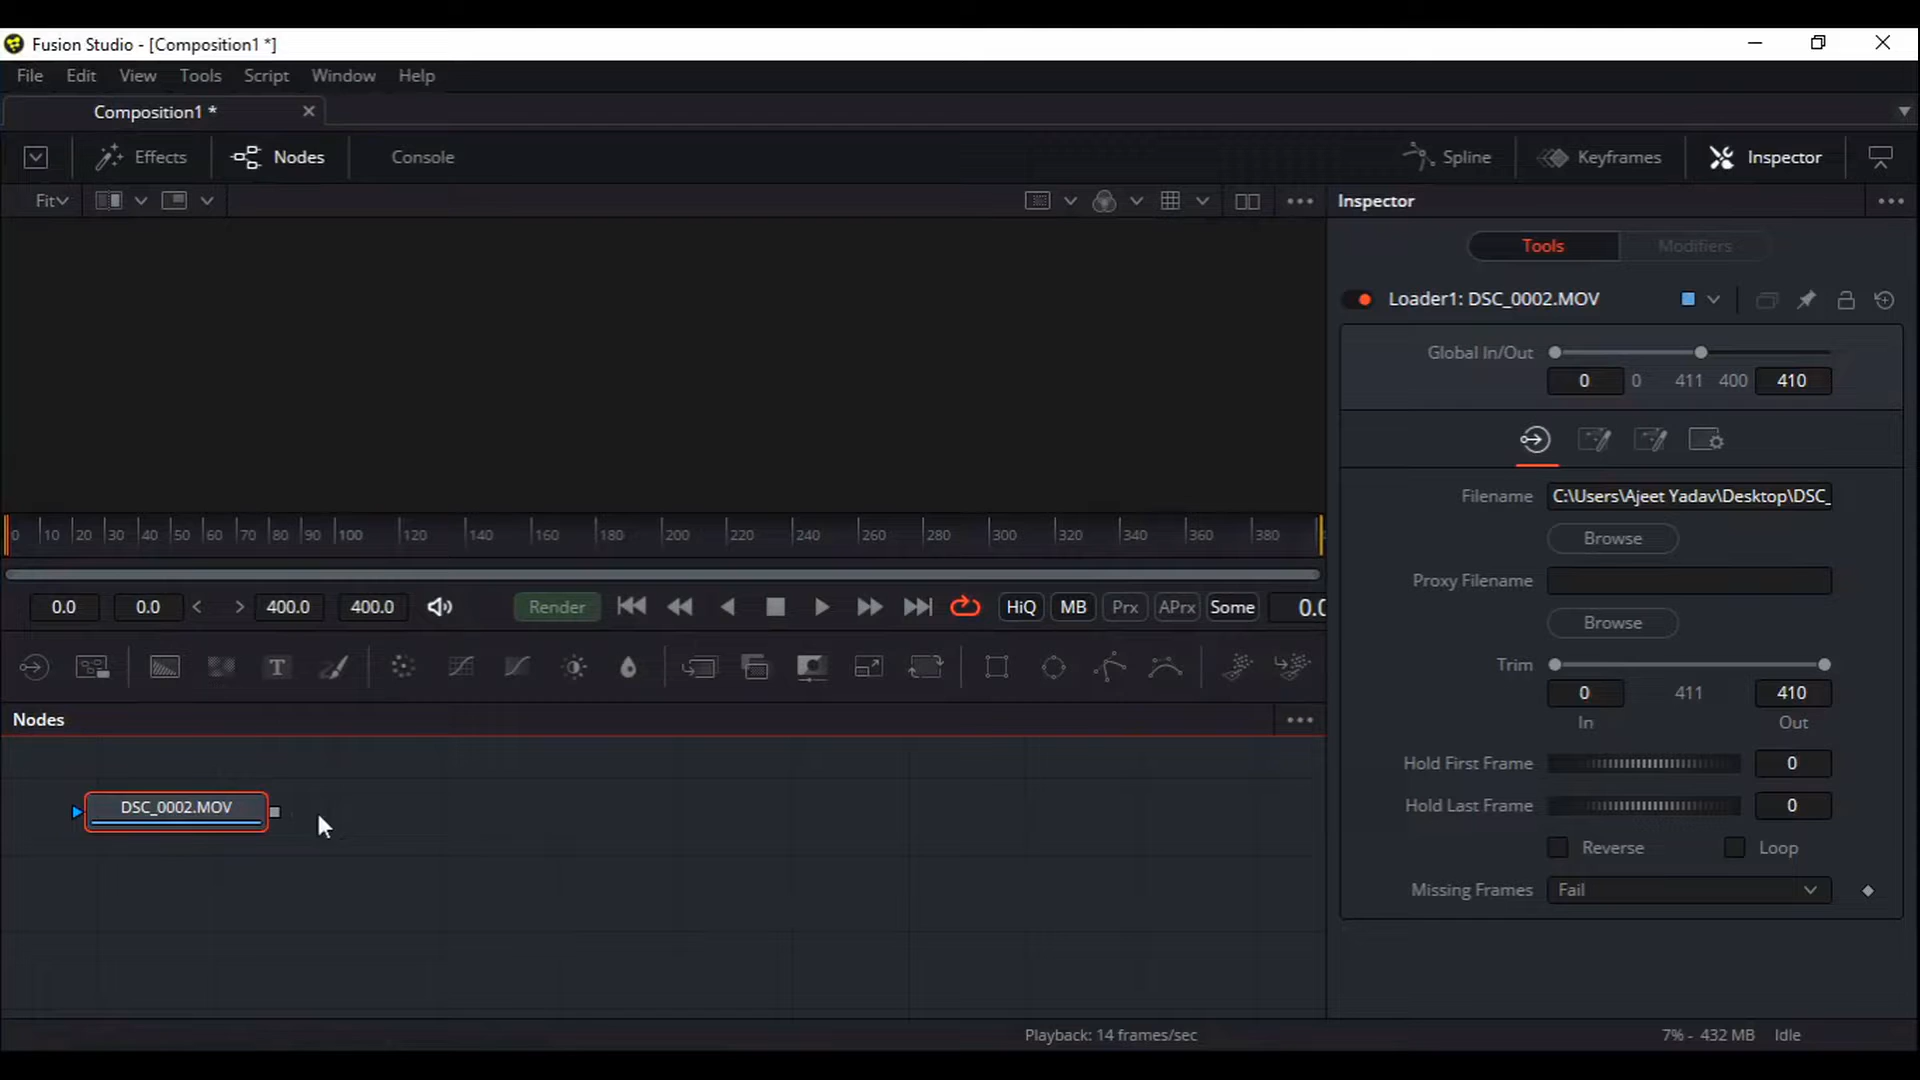 Fusion Studio - [Composition1 *]
File Edit View Tools Script Window Help
Composition1 *
Effects Nodes Console Spline Keyframes Inspector
Fit Inspector
Tools Modifiers
Loader1: DSC_0002.MOV
Global In/Out
0 0 411 400 410
Filename C:\Users\Ajeet Yadav\Desktop\DSC_
Browse
Proxy Filename
Browse
Trim
0 411 410
In Out
Hold First Frame 0
Hold Last Frame 0
Reverse Loop
Missing Frames Fail
0 10 20 30 40 50 60 70 80 90 100 120 140 160 180 200 220 240 260 280 300 320 340 360 380
0.0 0.0 < > 400.0 400.0 Render HiQ MB Prx APrx Some 0.0
T
Nodes
DSC_0002.MOV
Playback: 14 frames/sec 7% - 432 MB Idle